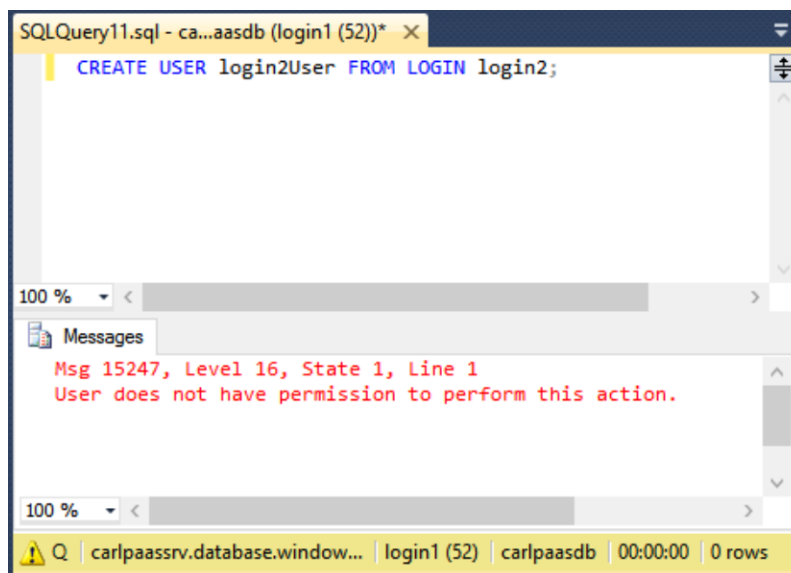 SQLQuery11.sql - ca...aasdb (login1 (52))*
CREATE USER login2User FROM LOGIN login2;
100 %
Messages
Msg 15247, Level 16, State 1, Line 1
User does not have permission to perform this action.
100 %
Q carlpaassrv.database.window... login1 (52) carlpaasdb 00:00:00 0 rows